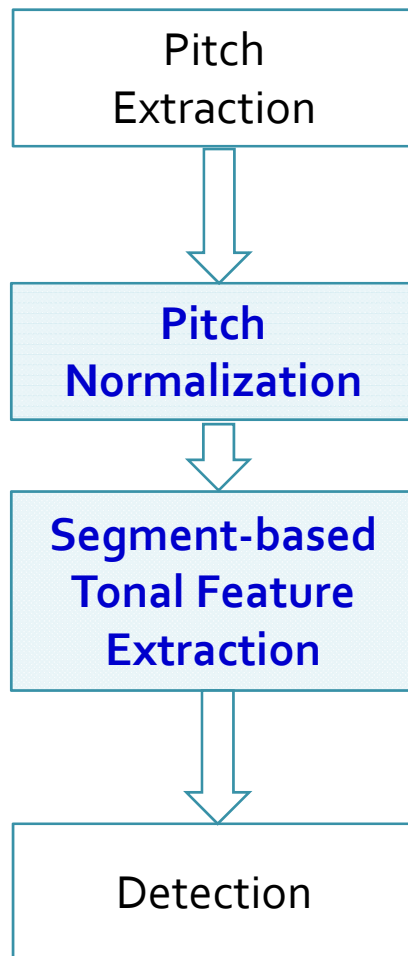 Pitch
Extraction
Pitch
Normalization
Segment-based
Tonal Feature
Extraction
Detection